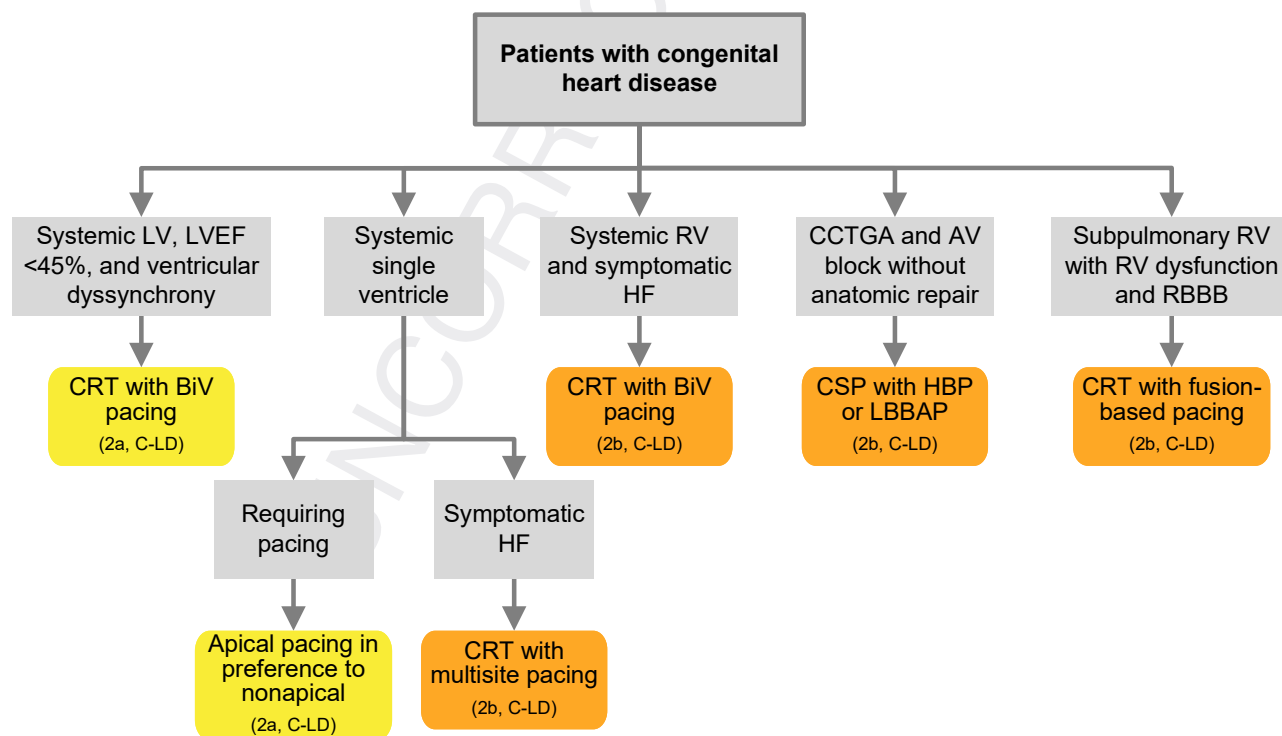 Patients with congenital
heart disease
Systemic LV, LVEF
<45%, and ventricular
dyssynchrony
Systemic
single
ventricle
Systemic RV
and symptomatic
HF
CCTGA and AV
block without
anatomic repair
Subpulmonary RV
with RV dysfunction
and RBBB
CRT with BiV
pacing
(2a, C-LD)
CRT with BiV
pacing
(2b, C-LD)
CSP with HBP
or LBBAP
(2b, C-LD)
CRT with fusion-
based pacing
(2b, C-LD)
Requiring
pacing
Symptomatic
HF
Apical pacing in
preference to
nonapical
(2a, C-LD)
CRT with
multisite pacing
(2b, C-LD)